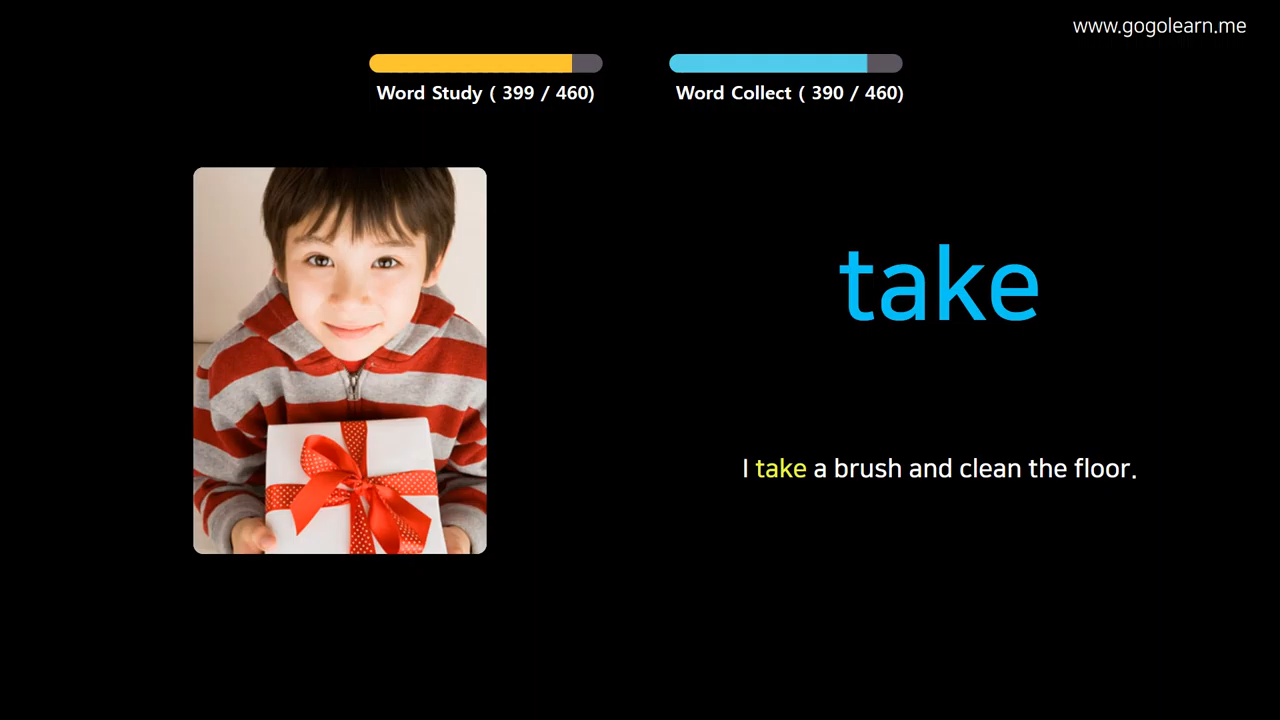 www.gogolearn.me
Word Study ( 399 / 460)
Word Collect ( 390 / 460)
take
I take a brush and clean the floor.